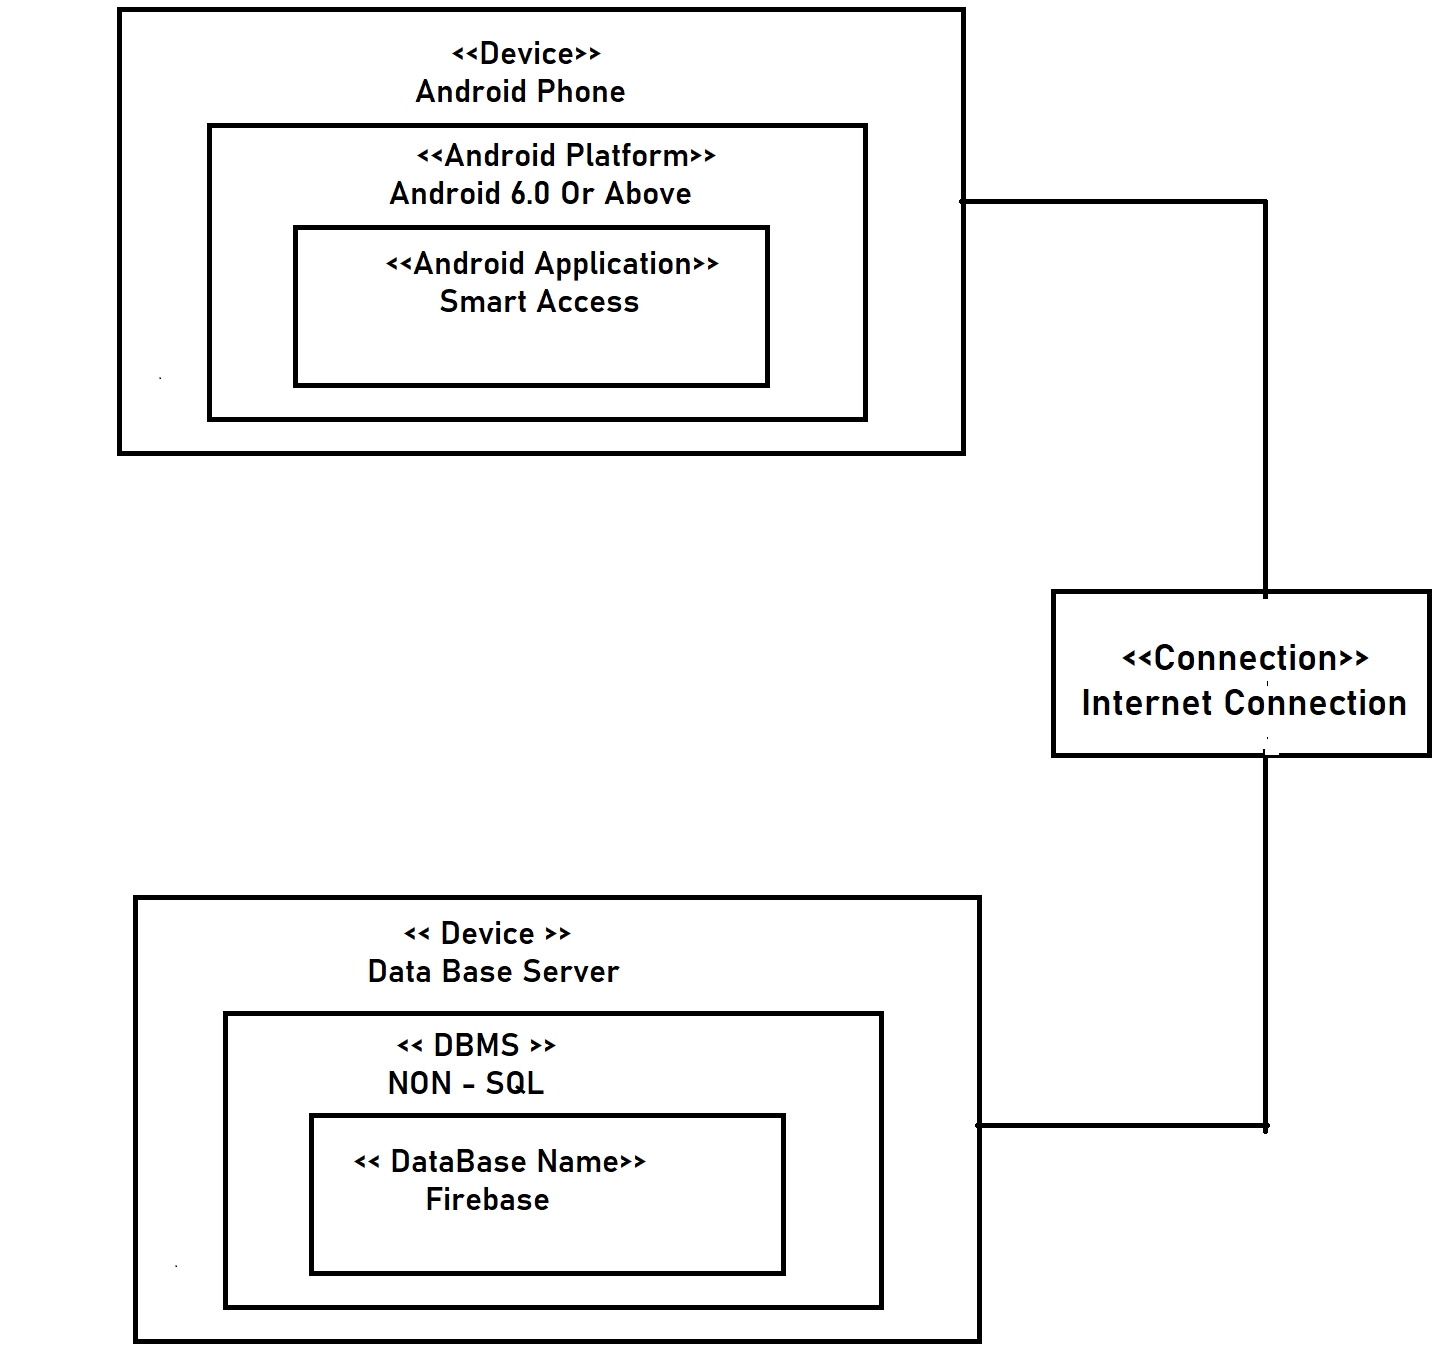 <<Device>>
Android Phone
<<Android Platform>>
Android 6.0 Or Above
<<Android Application>>
Smart Access
<<Connection>>
Internet Connection
<< Device >>
Data Base Server
<< DBMS >>
NON - SQL
<< DataBase Name>>
Firebase